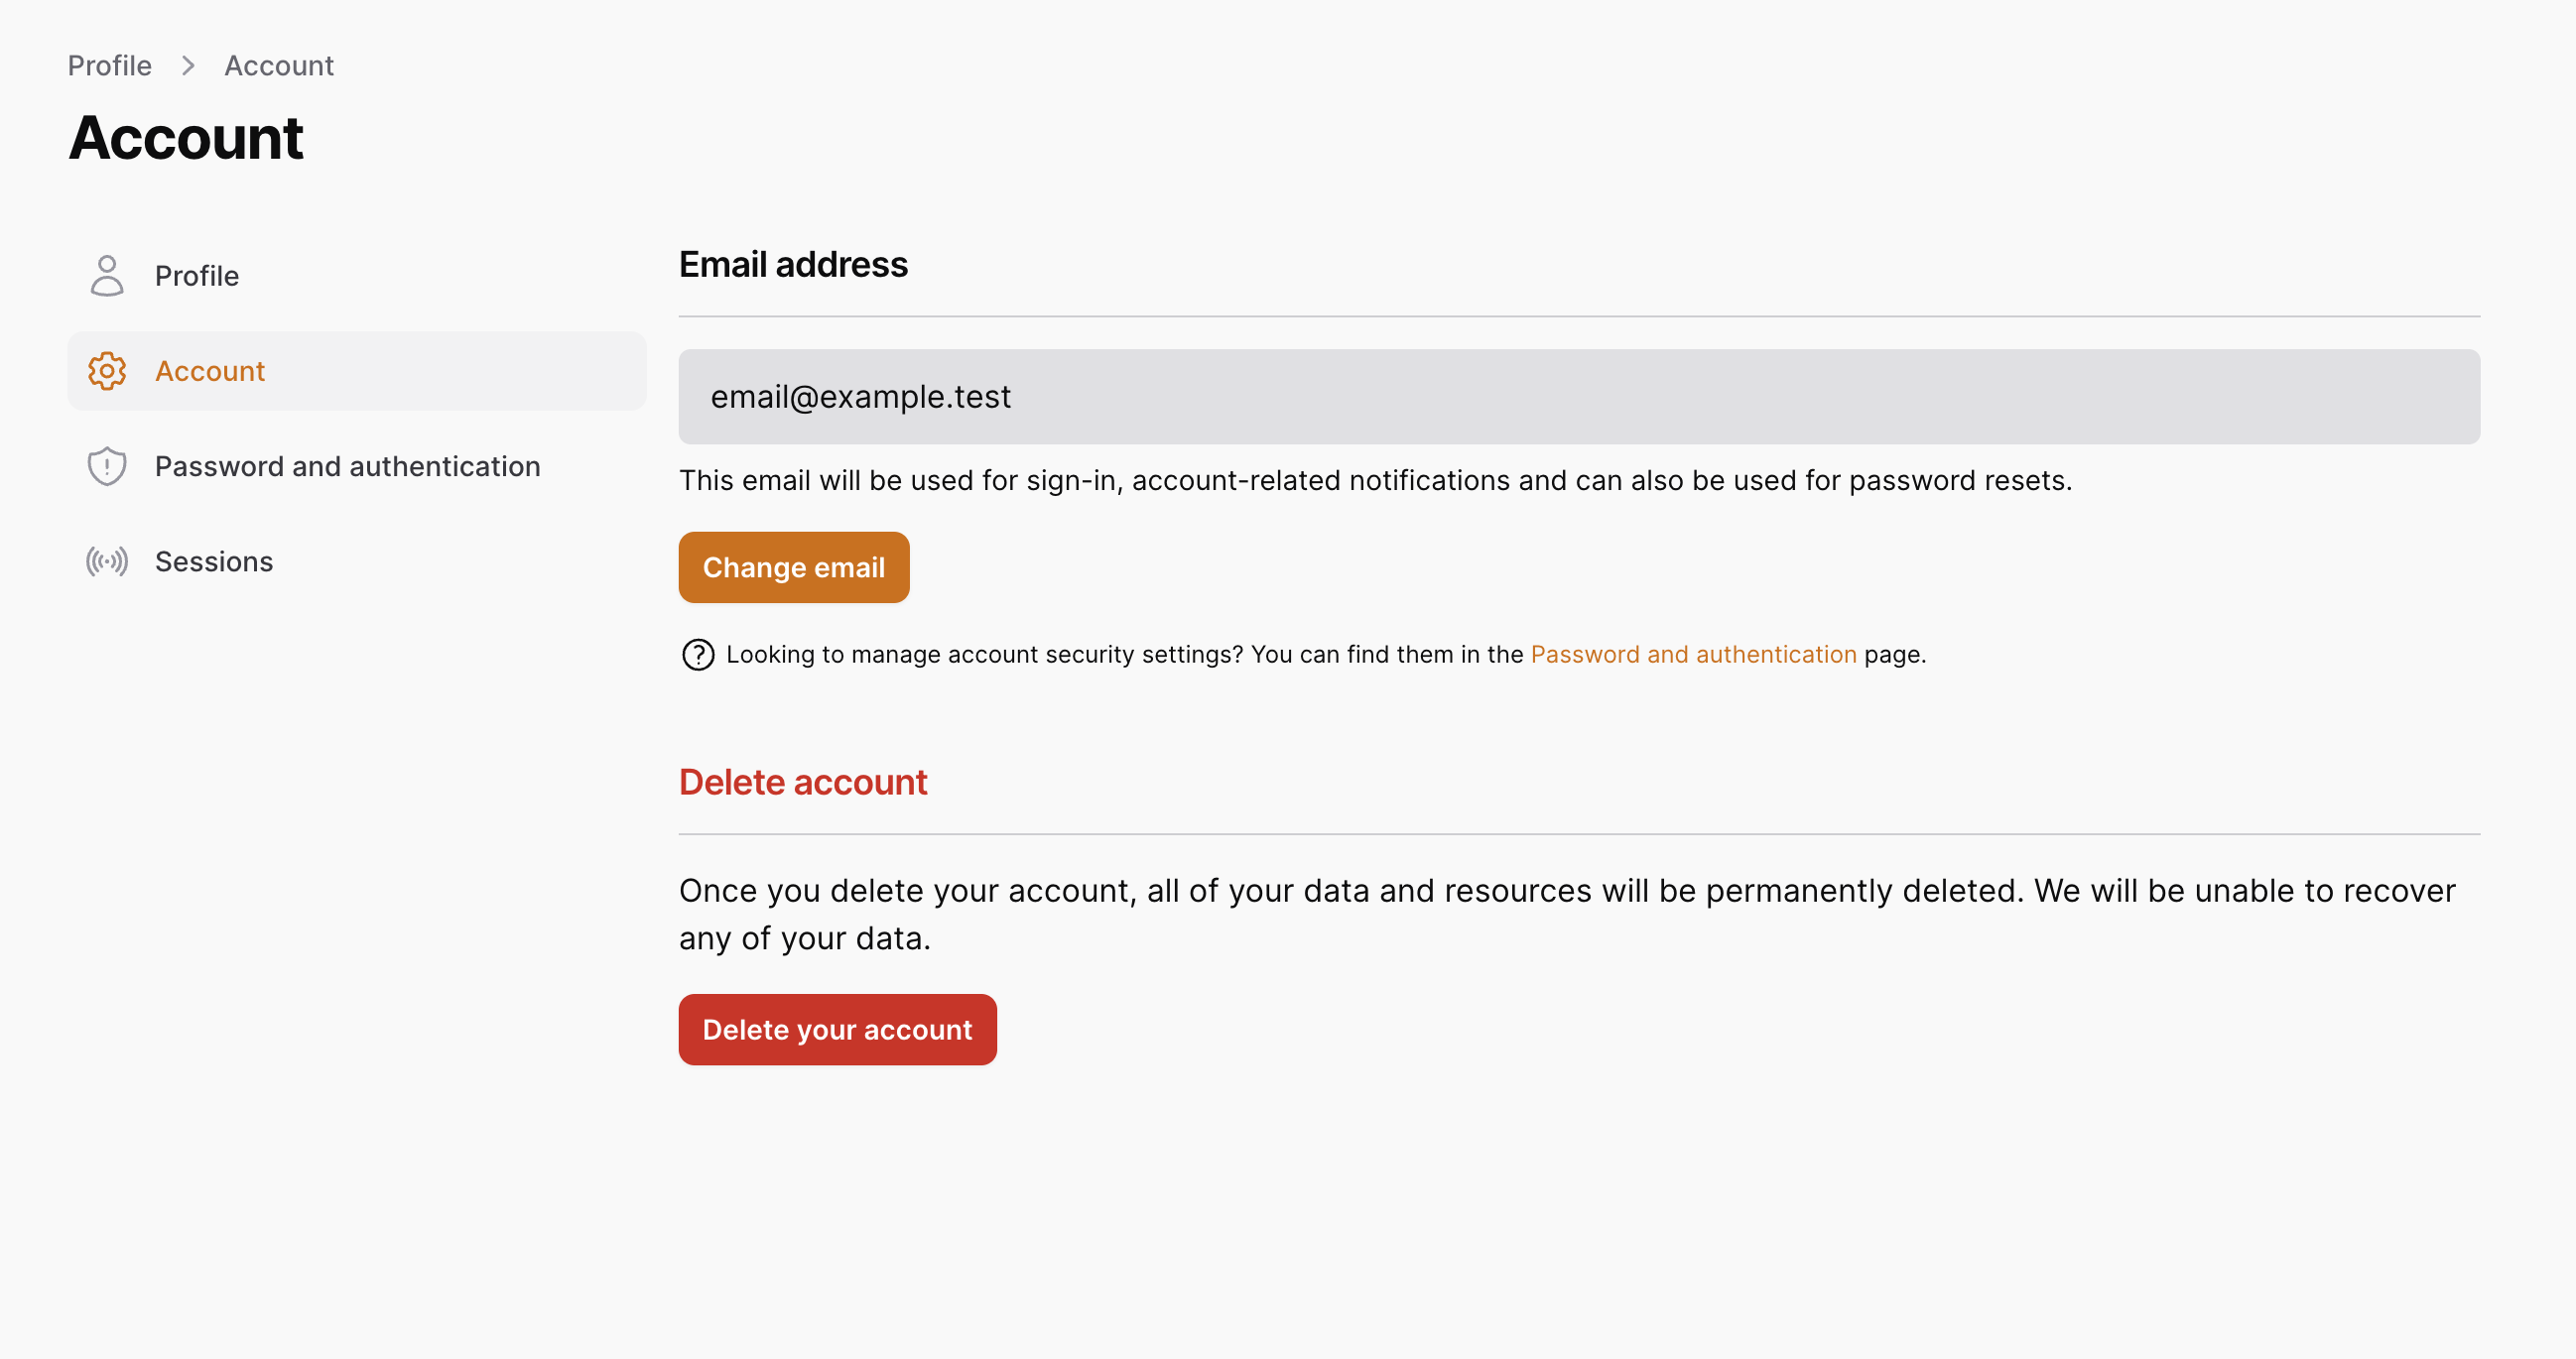 Profile > Account
Account
Profile
Account
Password and authentication
Sessions
Email address
email@example.test
This email will be used for sign-in, account-related notifications and can also be used for password resets.
Change email
Looking to manage account security settings? You can find them in the Password and authentication page.
Delete account
Once you delete your account, all of your data and resources will be permanently deleted. We will be unable to recover
any of your data.
Delete your account